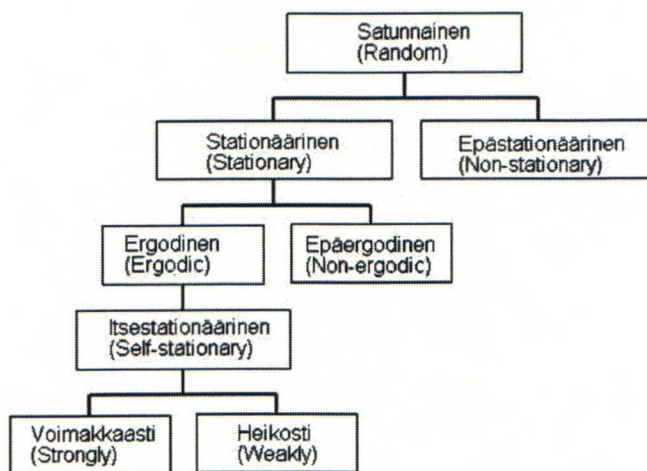 Satunnainen
(Random)
Stationäärinen
(Stationary)
Epästationäärinen
(Non-stationary)
Ergodinen
(Ergodic)
Epäergodinen
(Non-ergodic)
Itsestationäärinen
(Self-stationary)
Voimakkaasti
(Strongly)
Heikosti
(Weakly)